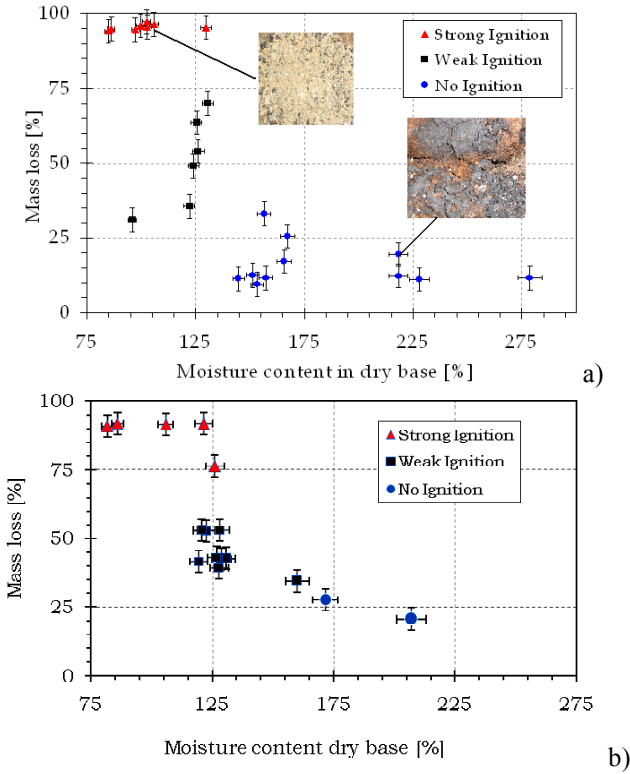 100
75
50
25
0
Mass loss [%]
Strong Ignition
Weak Ignition
No Ignition
75 125 175 225 275
Moisture content in dry base [%]
a)
100
75
50
25
0
Mass loss [%]
Strong Ignition
Weak Ignition
No Ignition
75 125 175 225 275
Moisture content dry base [%]
b)